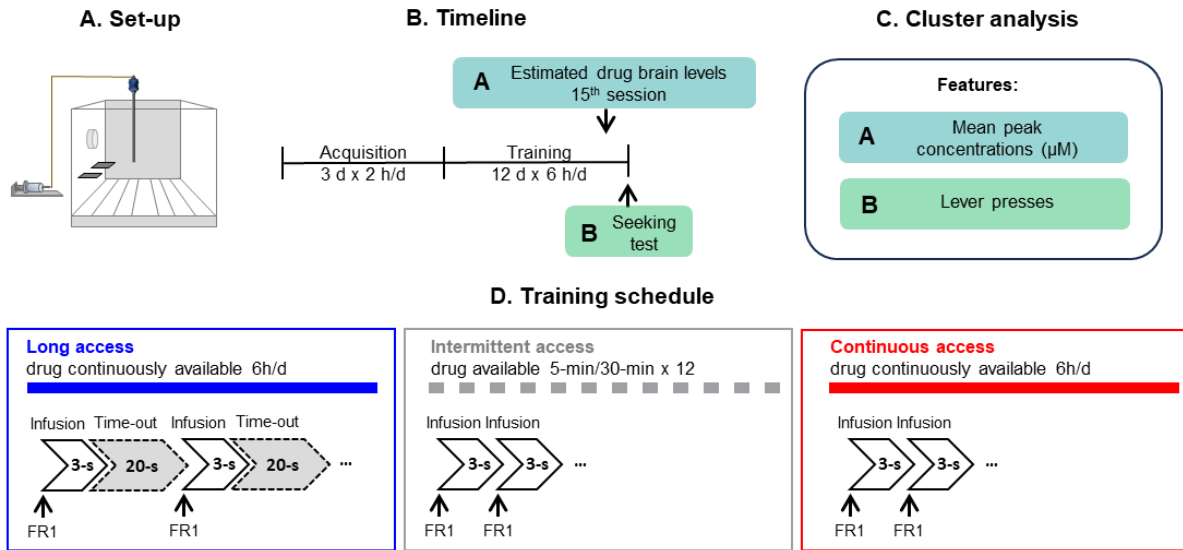 A. Set-up
B. Timeline
A
Estimated drug brain levels
15th session
Acquisition
3 d x 2 h/d
Training
12 d x 6 h/d
B
Seeking
test
C. Cluster analysis
Features:
A
Mean peak
concentrations (µM)
B
Lever presses
D. Training schedule
Long access
drug continuously available 6h/d
Infusion Time-out Infusion Time-out
3-s 20-s 3-s 20-s ...
FR1 FR1
Intermittent access
drug available 5-min/30-min x 12
Infusion Infusion
3-s 3-s ...
FR1 FR1
Continuous access
drug continuously available 6h/d
Infusion Infusion
3-s 3-s ...
FR1 FR1